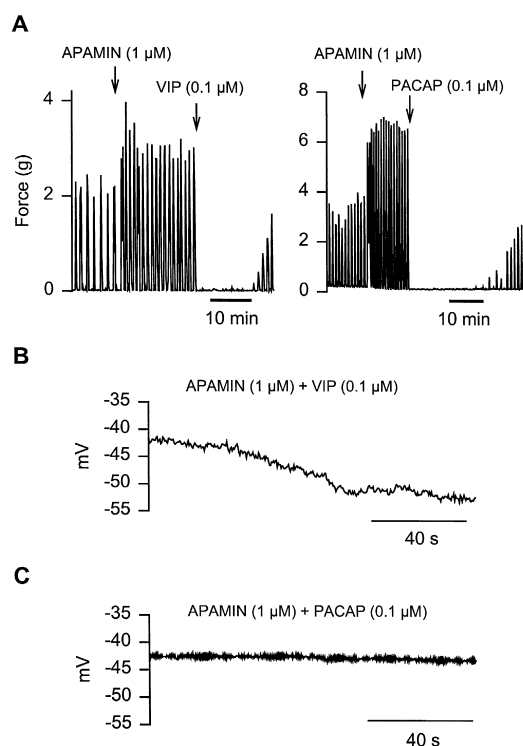 A
APAMIN (1 µM)
VIP (0.1 µM)
APAMIN (1 µM)
PACAP (0.1 µM)
Force (g)
4
2
0
10 min
8
6
4
2
0
10 min
B
APAMIN (1 µM) + VIP (0.1 µM)
mV
-35
-40
-45
-50
-55
40 s
C
APAMIN (1 µM) + PACAP (0.1 µM)
mV
-35
-40
-45
-50
-55
40 s